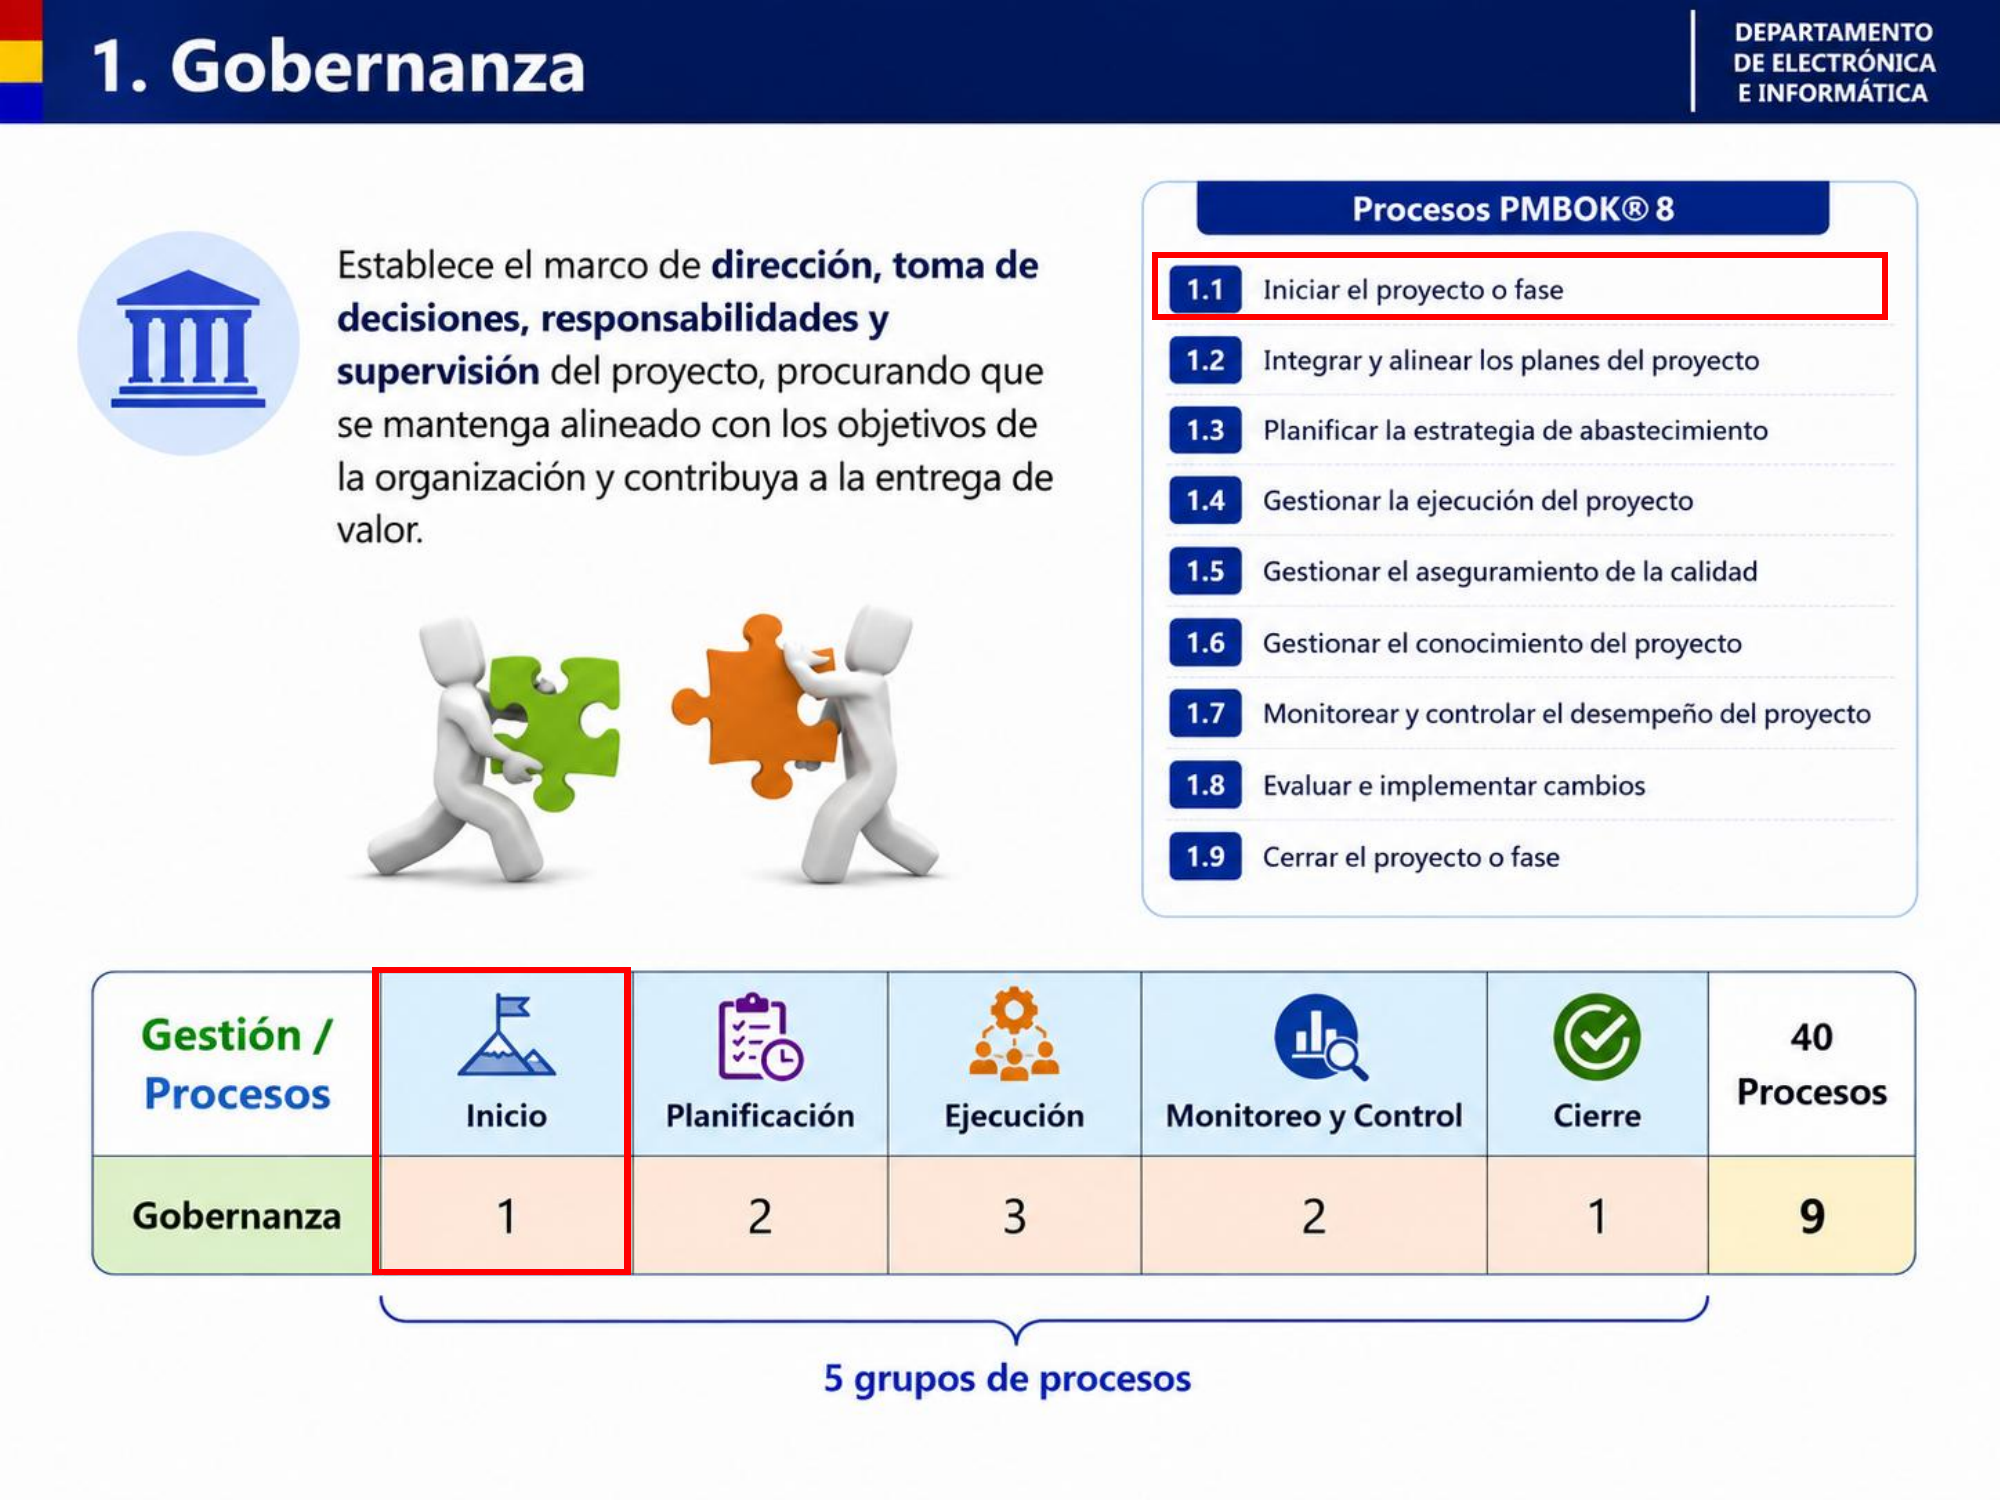 1. Gobernanza
DEPARTAMENTO
DE ELECTRÓNICA
E INFORMÁTICA
Establece el marco de dirección, toma de
decisiones, responsabilidades y
supervisión del proyecto, procurando que
se mantenga alineado con los objetivos de
la organización y contribuya a la entrega de
valor.
Procesos PMBOK® 8
1.1 Iniciar el proyecto o fase
1.2 Integrar y alinear los planes del proyecto
1.3 Planificar la estrategia de abastecimiento
1.4 Gestionar la ejecución del proyecto
1.5 Gestionar el aseguramiento de la calidad
1.6 Gestionar el conocimiento del proyecto
1.7 Monitorear y controlar el desempeño del proyecto
1.8 Evaluar e implementar cambios
1.9 Cerrar el proyecto o fase
Gestión /
Procesos
Inicio
Planificación
Ejecución
Monitoreo y Control
Cierre
40
Procesos
Gobernanza 1 2 3 2 1 9
5 grupos de procesos